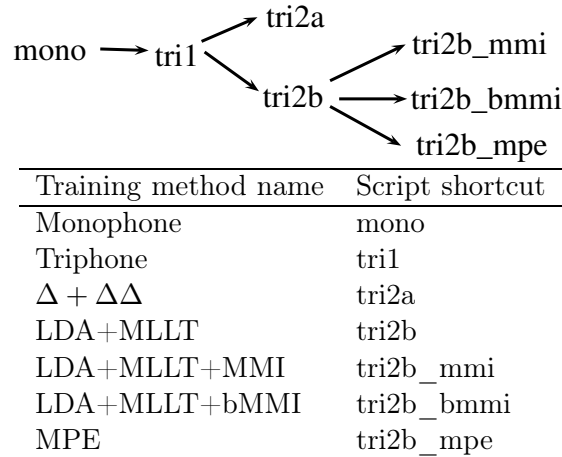 tri2a
mono tri1 tri2b_mmi
tri2b tri2b_bmmi
tri2b_mpe
Training method name Script shortcut
Monophone mono
Triphone tri1
Δ + ΔΔ tri2a
LDA+MLLT tri2b
LDA+MLLT+MMI tri2b_mmi
LDA+MLLT+bMMI tri2b_bmmi
MPE tri2b_mpe